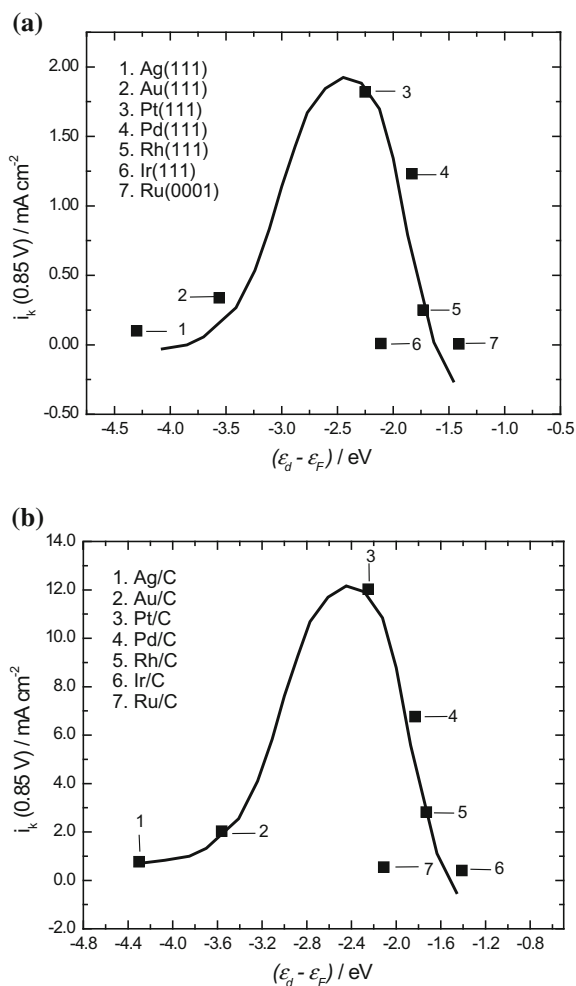 (a)
2.00
1.50
1.00
0.50
0.00
-0.50
i_k (0.85 V) / mA cm^-2
1. Ag(111)
2. Au(111)
3. Pt(111)
4. Pd(111)
5. Rh(111)
6. Ir(111)
7. Ru(0001)
3
4
2
5
1
6
7
-4.5 -4.0 -3.5 -3.0 -2.5 -2.0 -1.5 -1.0 -0.5
(ε_d - ε_F) / eV
(b)
14.0
12.0
10.0
8.0
6.0
4.0
2.0
0.0
-2.0
i_k (0.85 V) / mA cm^-2
1. Ag/C
2. Au/C
3. Pt/C
4. Pd/C
5. Rh/C
6. Ir/C
7. Ru/C
3
4
5
1
2
7
6
-4.8 -4.4 -4.0 -3.6 -3.2 -2.8 -2.4 -2.0 -1.6 -1.2 -0.8
(ε_d - ε_F) / eV